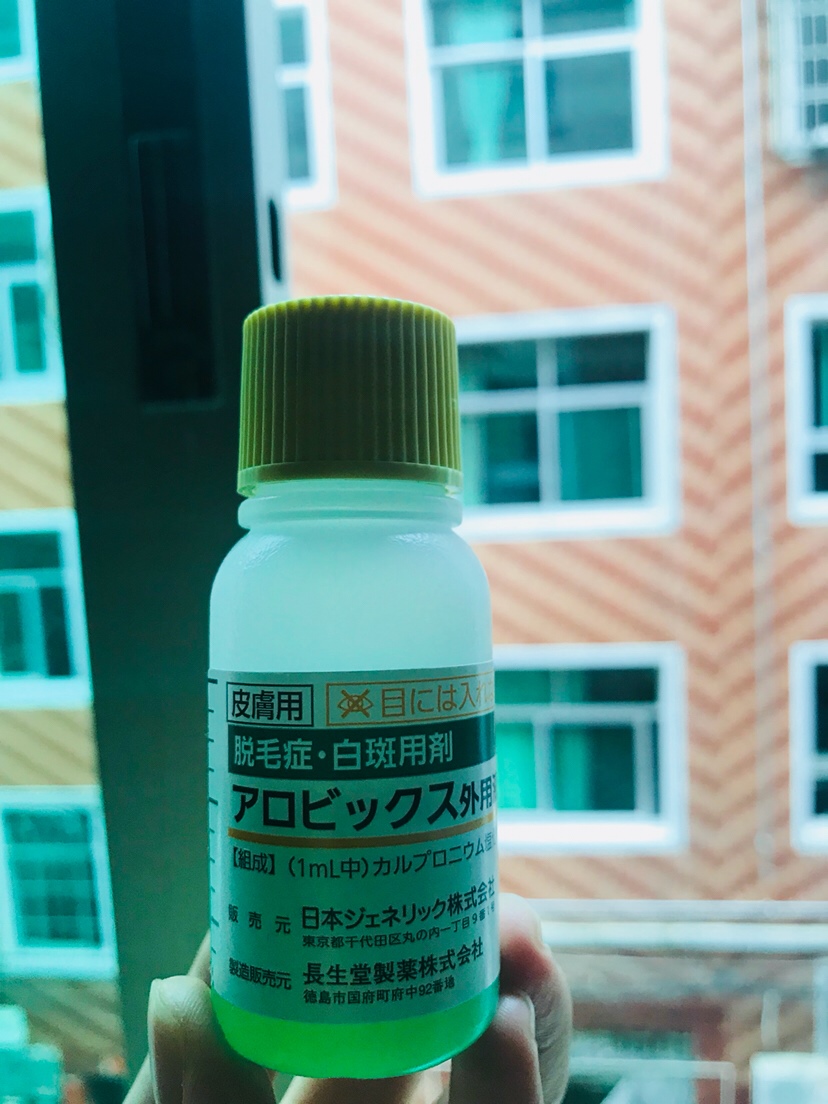 皮膚用
目には入れ
脱毛症・白斑用剤
アロビックス外用
【組成】(1mL中)カルプロニウム塩
販売元 日本ジェネリック株式会社
東京都千代田区丸の内一丁目9番1号
製造販売元 長生堂製薬株式会社
徳島市国府町府中92番地